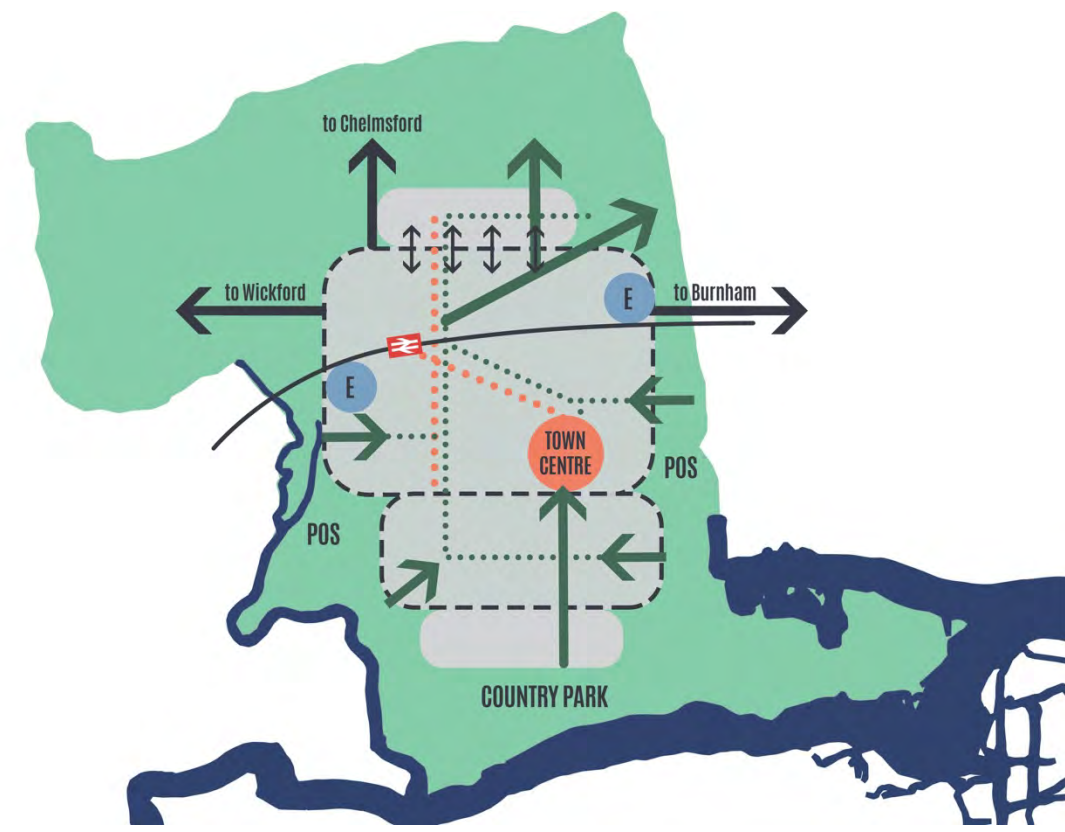 to Chelmsford
to Wickford
E
to Burnham
E
TOWN
CENTRE
POS
POS
COUNTRY PARK